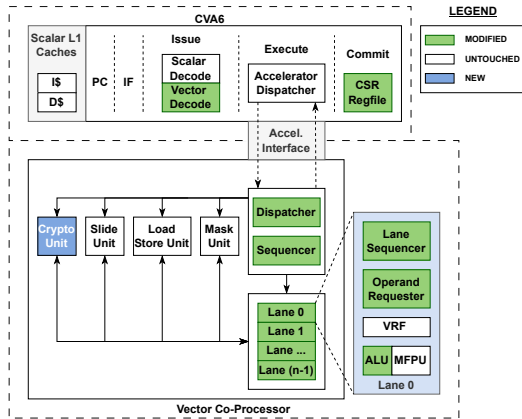 CVA6
LEGEND
MODIFIED
UNTOUCHED
NEW
Scalar L1
Caches
I$
D$
PC
IF
Issue
Scalar
Decode
Vector
Decode
Execute
Accelerator
Dispatcher
Commit
CSR
Regfile
Accel.
Interface
Crypto
Unit
Slide
Unit
Load
Store Unit
Mask
Unit
Dispatcher
Sequencer
Lane 0
Lane 1
Lane ...
Lane (n-1)
Lane
Sequencer
Operand
Requester
VRF
ALU
MFPU
Lane 0
Vector Co-Processor